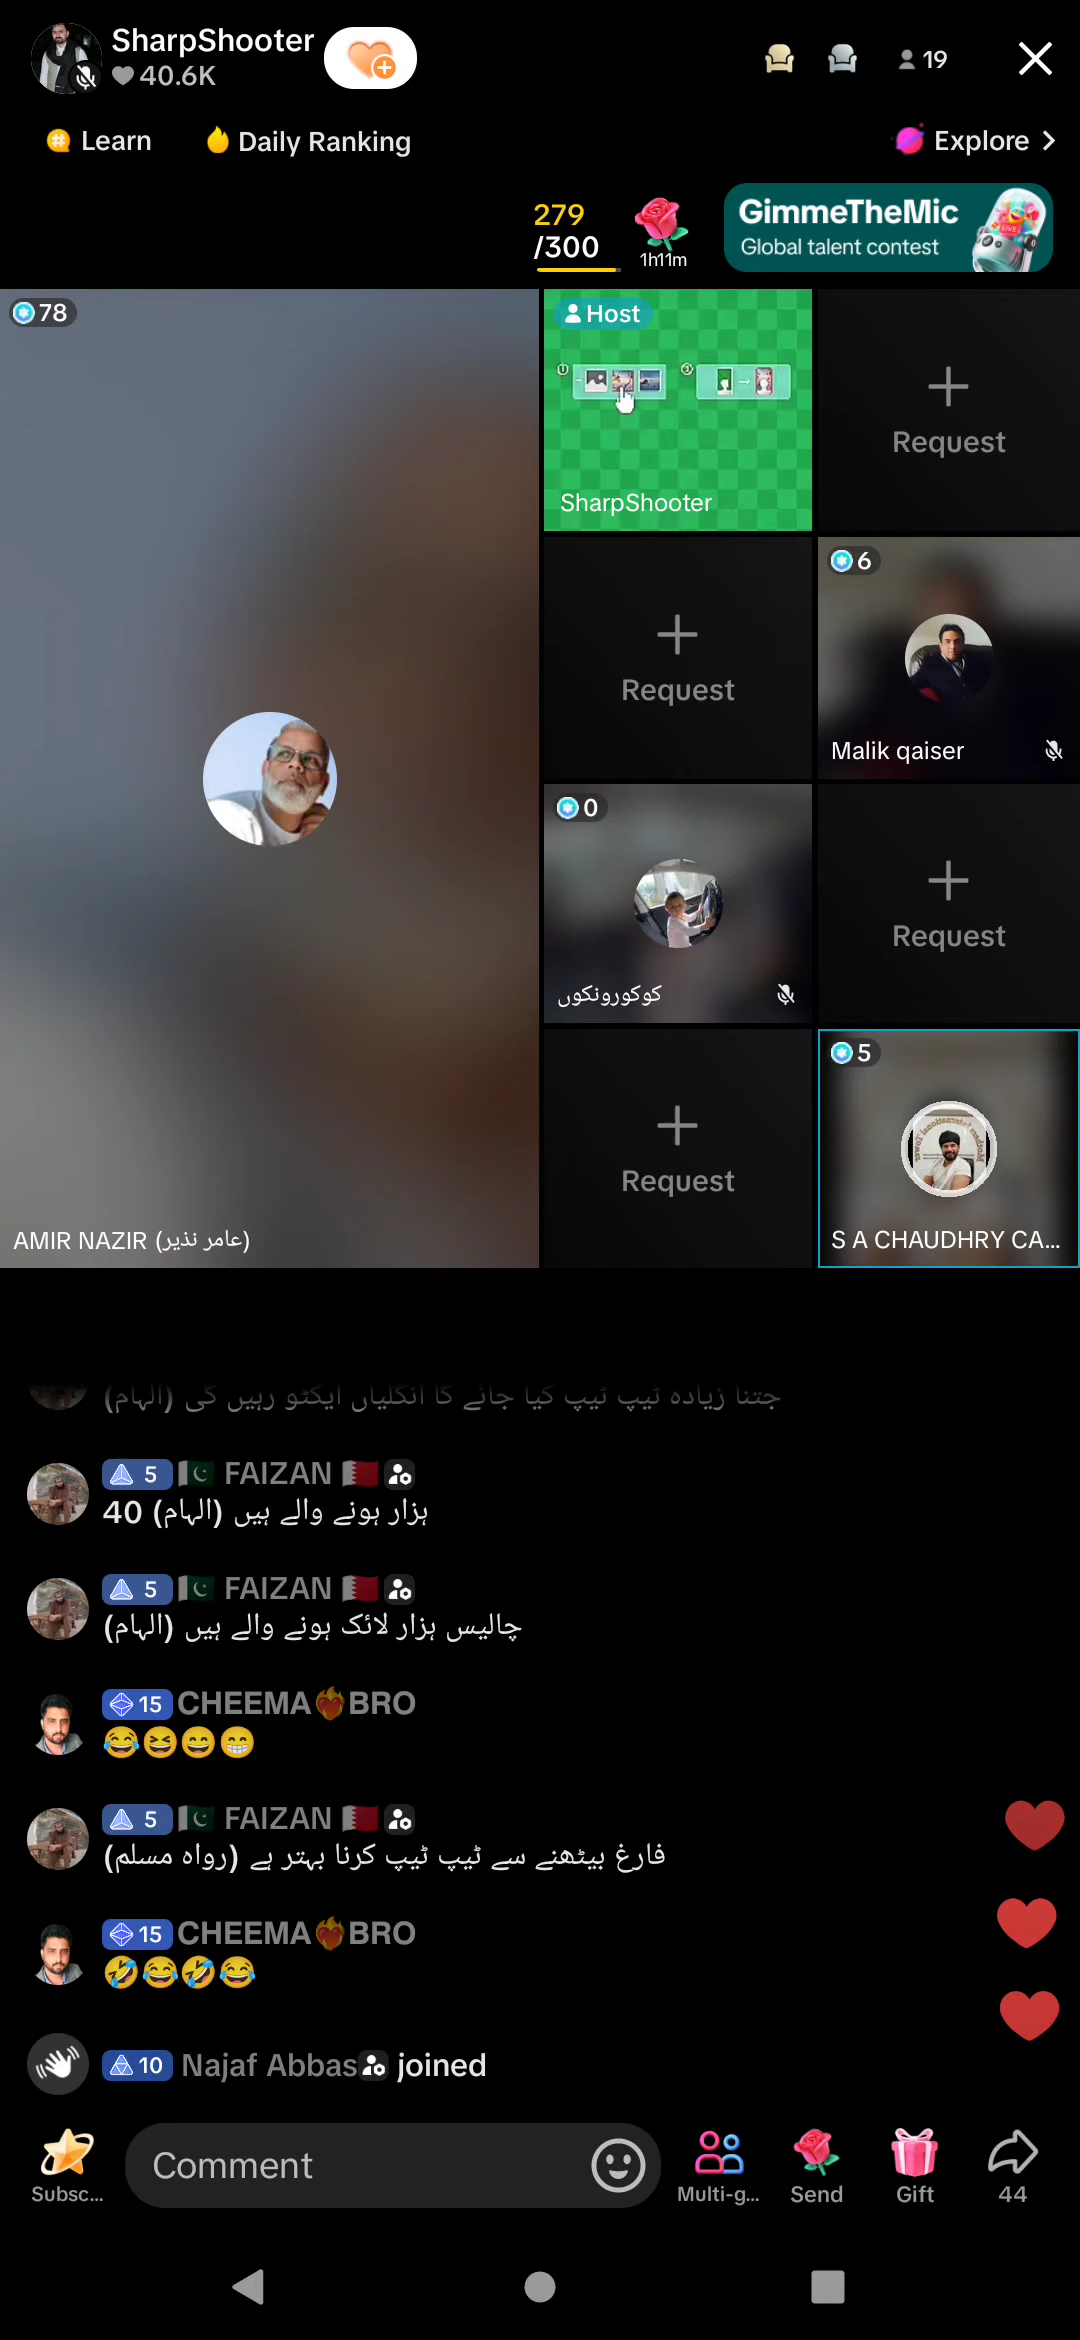 SharpShooter
40.6K
19
Learn
Daily Ranking
Explore
279
/300
1h11m
GimmeTheMic
Global talent contest
78
Host
SharpShooter
Request
Request
6
Malik qaiser
0
کوکورونکوں
Request
Request
5
S A CHAUDHRY CA...
AMIR NAZIR (عامر نذیر)
جتنا زیادہ ٹیپ ٹیپ کیا جائے گا انگلیاں ایکٹو رہیں گی (الہام)
5 FAIZAN
40 ہزار ہونے والے ہیں (الہام)
5 FAIZAN
چالیس ہزار لائک ہونے والے ہیں (الہام)
15 CHEEMA❤️‍🔥BRO
😂😆😄😁
5 FAIZAN
فارغ بیٹھنے سے ٹیپ ٹیپ کرنا بہتر ہے (رواہ مسلم)
15 CHEEMA❤️‍🔥BRO
🤣😂🤣😂
10 Najaf Abbas joined
Subsc...
Comment
Multi-g...
Send
Gift
44